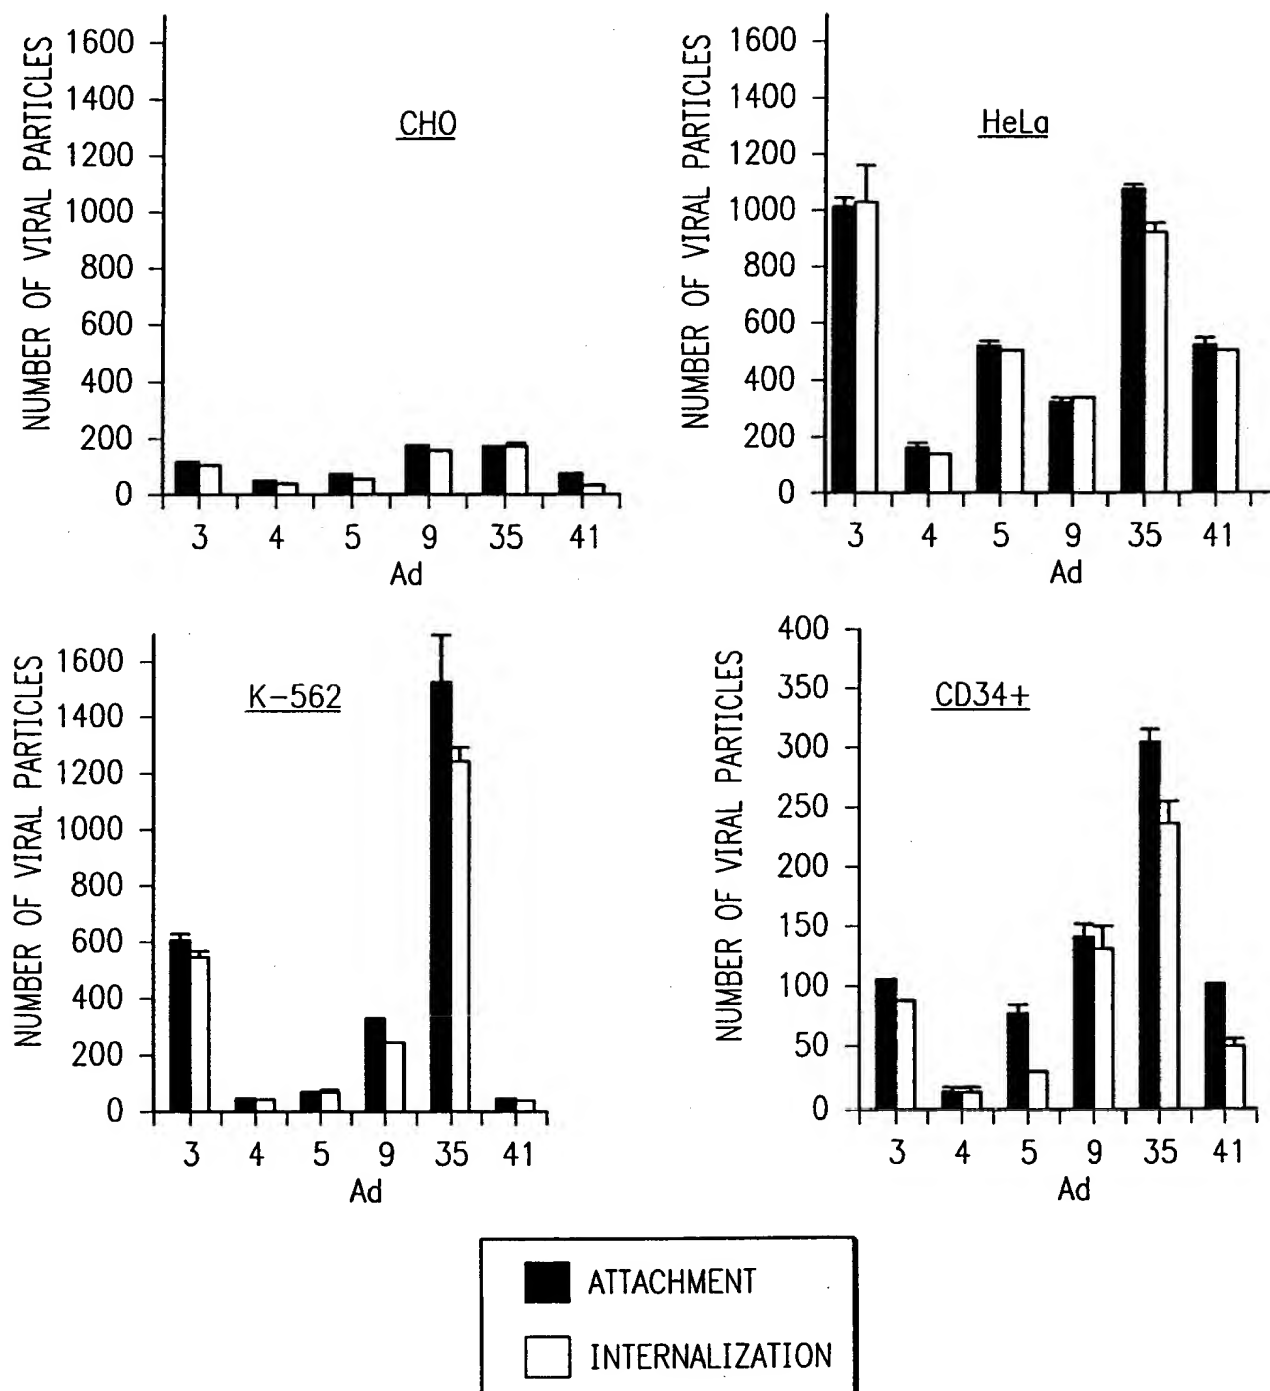 NUMBER OF VIRAL PARTICLES
1600
1400
1200
1000
800
600
400
200
0
CHO
3 4 5 9 35 41
Ad
NUMBER OF VIRAL PARTICLES
1600
1400
1200
1000
800
600
400
200
0
HeLa
3 4 5 9 35 41
Ad
NUMBER OF VIRAL PARTICLES
1600
1400
1200
1000
800
600
400
200
0
K-562
3 4 5 9 35 41
Ad
NUMBER OF VIRAL PARTICLES
400
350
300
250
200
150
100
50
0
CD34+
3 4 5 9 35 41
Ad
ATTACHMENT
INTERNALIZATION